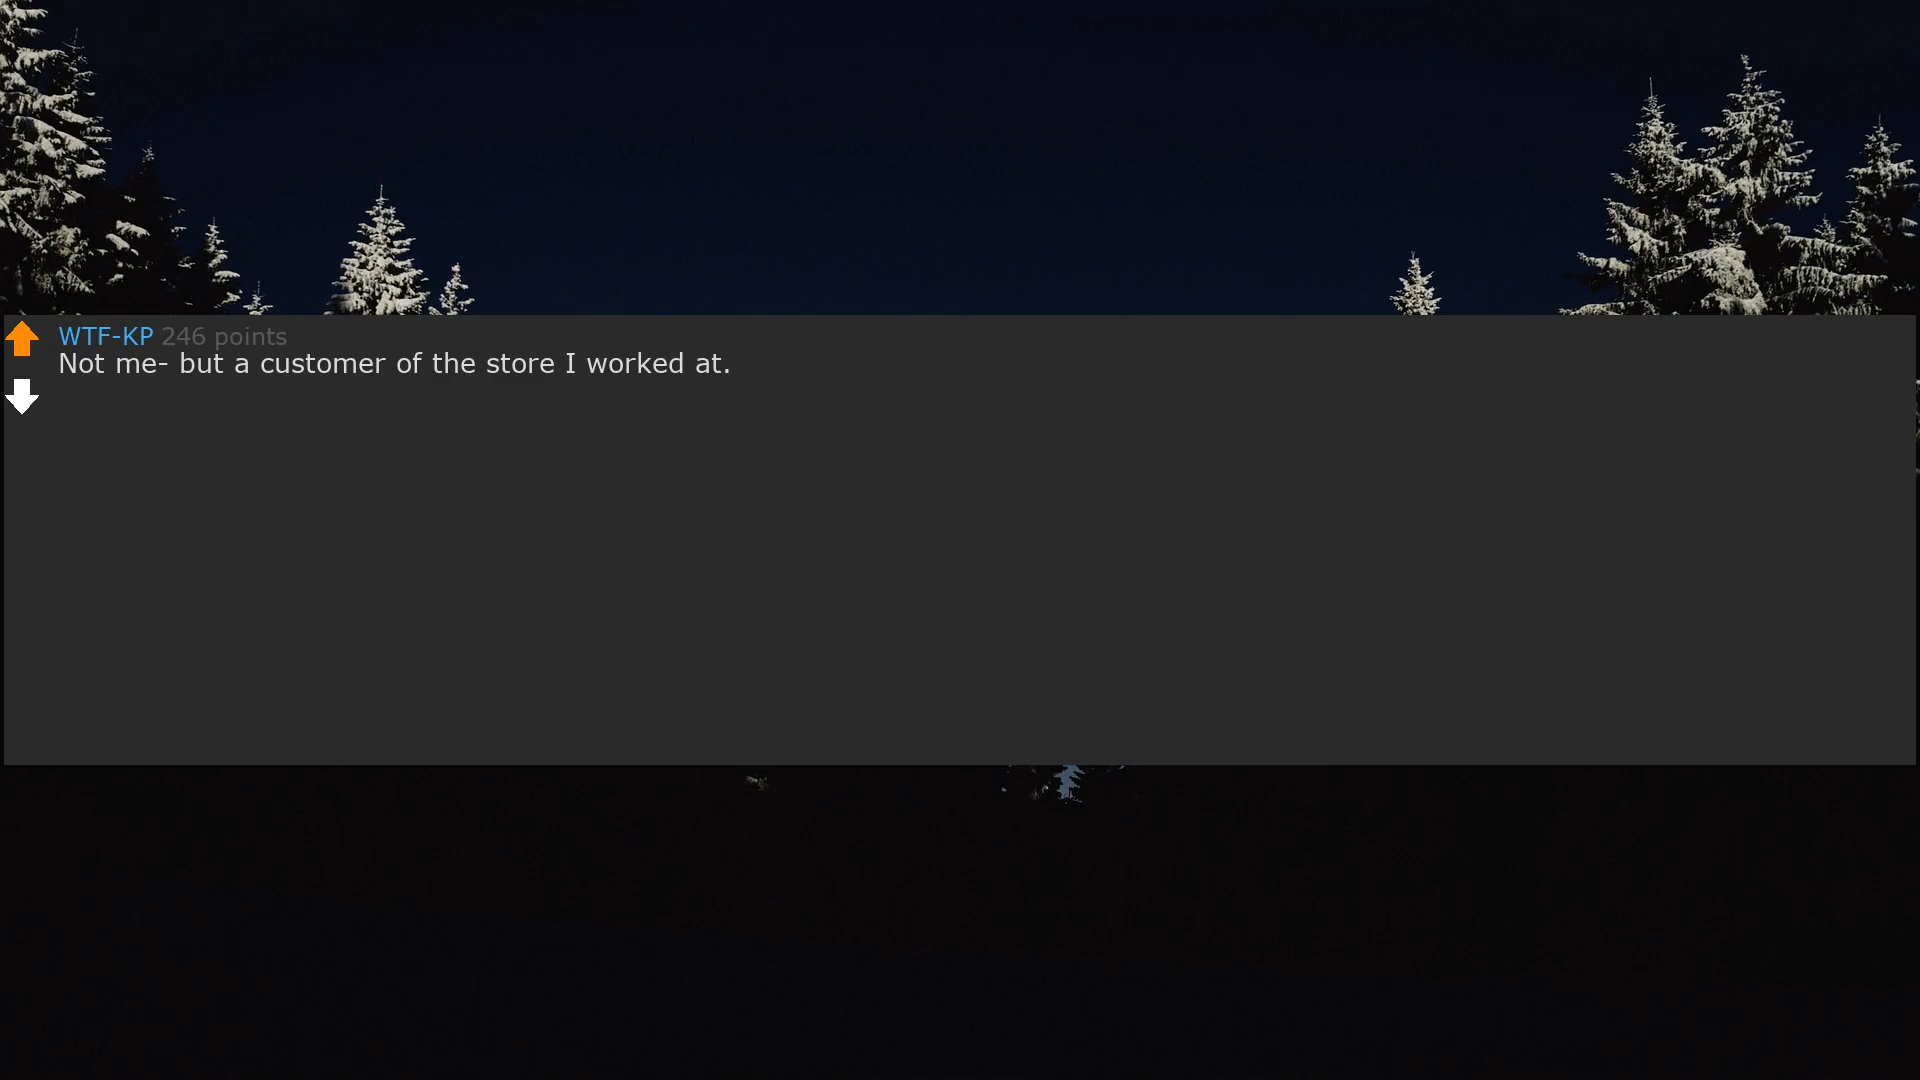 WTF-KP 246 points
Not me- but a customer of the store I worked at.